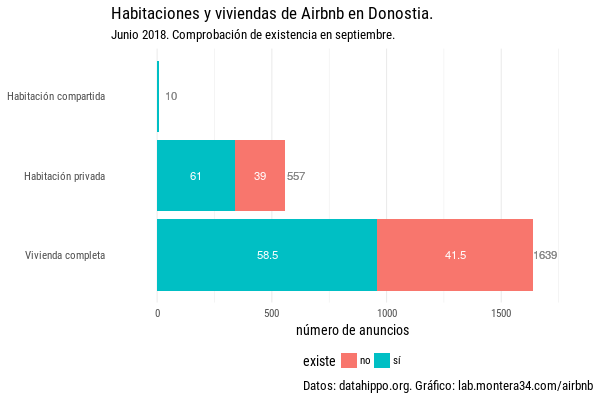 Habitaciones y viviendas de Airbnb en Donostia.
Junio 2018. Comprobación de existencia en septiembre.
Habitación compartida
10
Habitación privada
61
39
557
Vivienda completa
58.5
41.5
1639
0
500
1000
1500
número de anuncios
existe no sí
Datos: datahippo.org. Gráfico: lab.montera34.com/airbnb